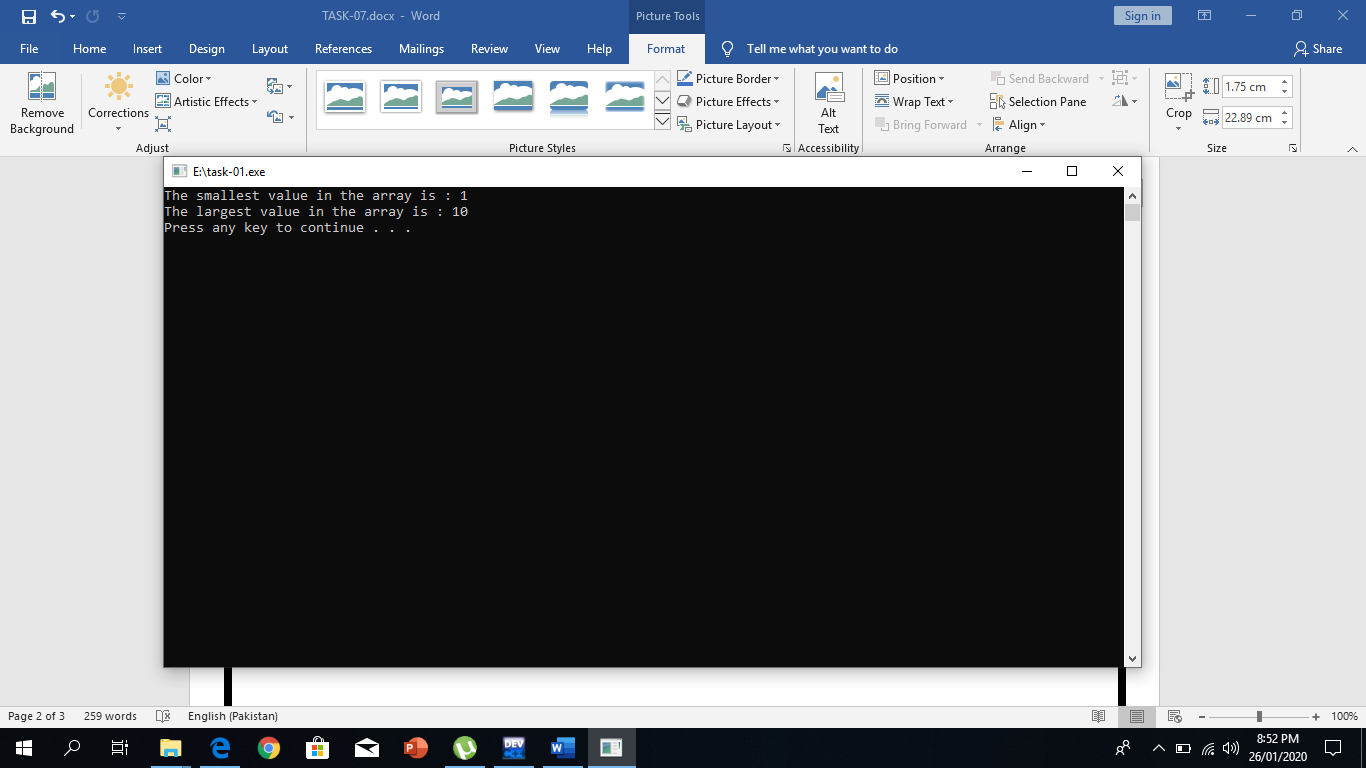 TASK-07.docx - Word
Picture Tools
Sign in
File Home Insert Design Layout References Mailings Review View Help Format Tell me what you want to do Share
Remove Background
Corrections
Color
Artistic Effects
Adjust
Picture Styles
Picture Border
Picture Effects
Picture Layout
Alt Text
Accessibility
Position
Wrap Text
Bring Forward
Send Backward
Selection Pane
Align
Arrange
Crop
1.75 cm
22.89 cm
Size
E:\task-01.exe
The smallest value in the array is : 1
The largest value in the array is : 10
Press any key to continue . . .
Page 2 of 3 259 words English (Pakistan) 100%
DEV
8:52 PM
26/01/2020